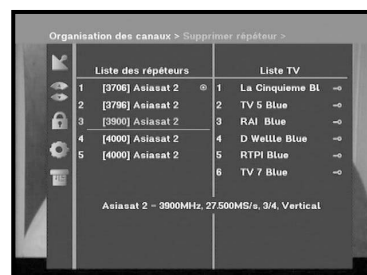 Organisation des canaux > Supprimer répéteur >
Liste des répéteurs Liste TV
1 [3706] Asiasat 2 1 La Cinquieme Bl
2 [3796] Asiasat 2 2 TV 5 Blue
3 [3900] Asiasat 2 3 RAI Blue
4 [4000] Asiasat 2 4 D Wellle Blue
5 [4000] Asiasat 2 5 RTPI Blue
6 TV 7 Blue
Asiasat 2 - 3900MHz, 27.500MS/s, 3/4, Vertical